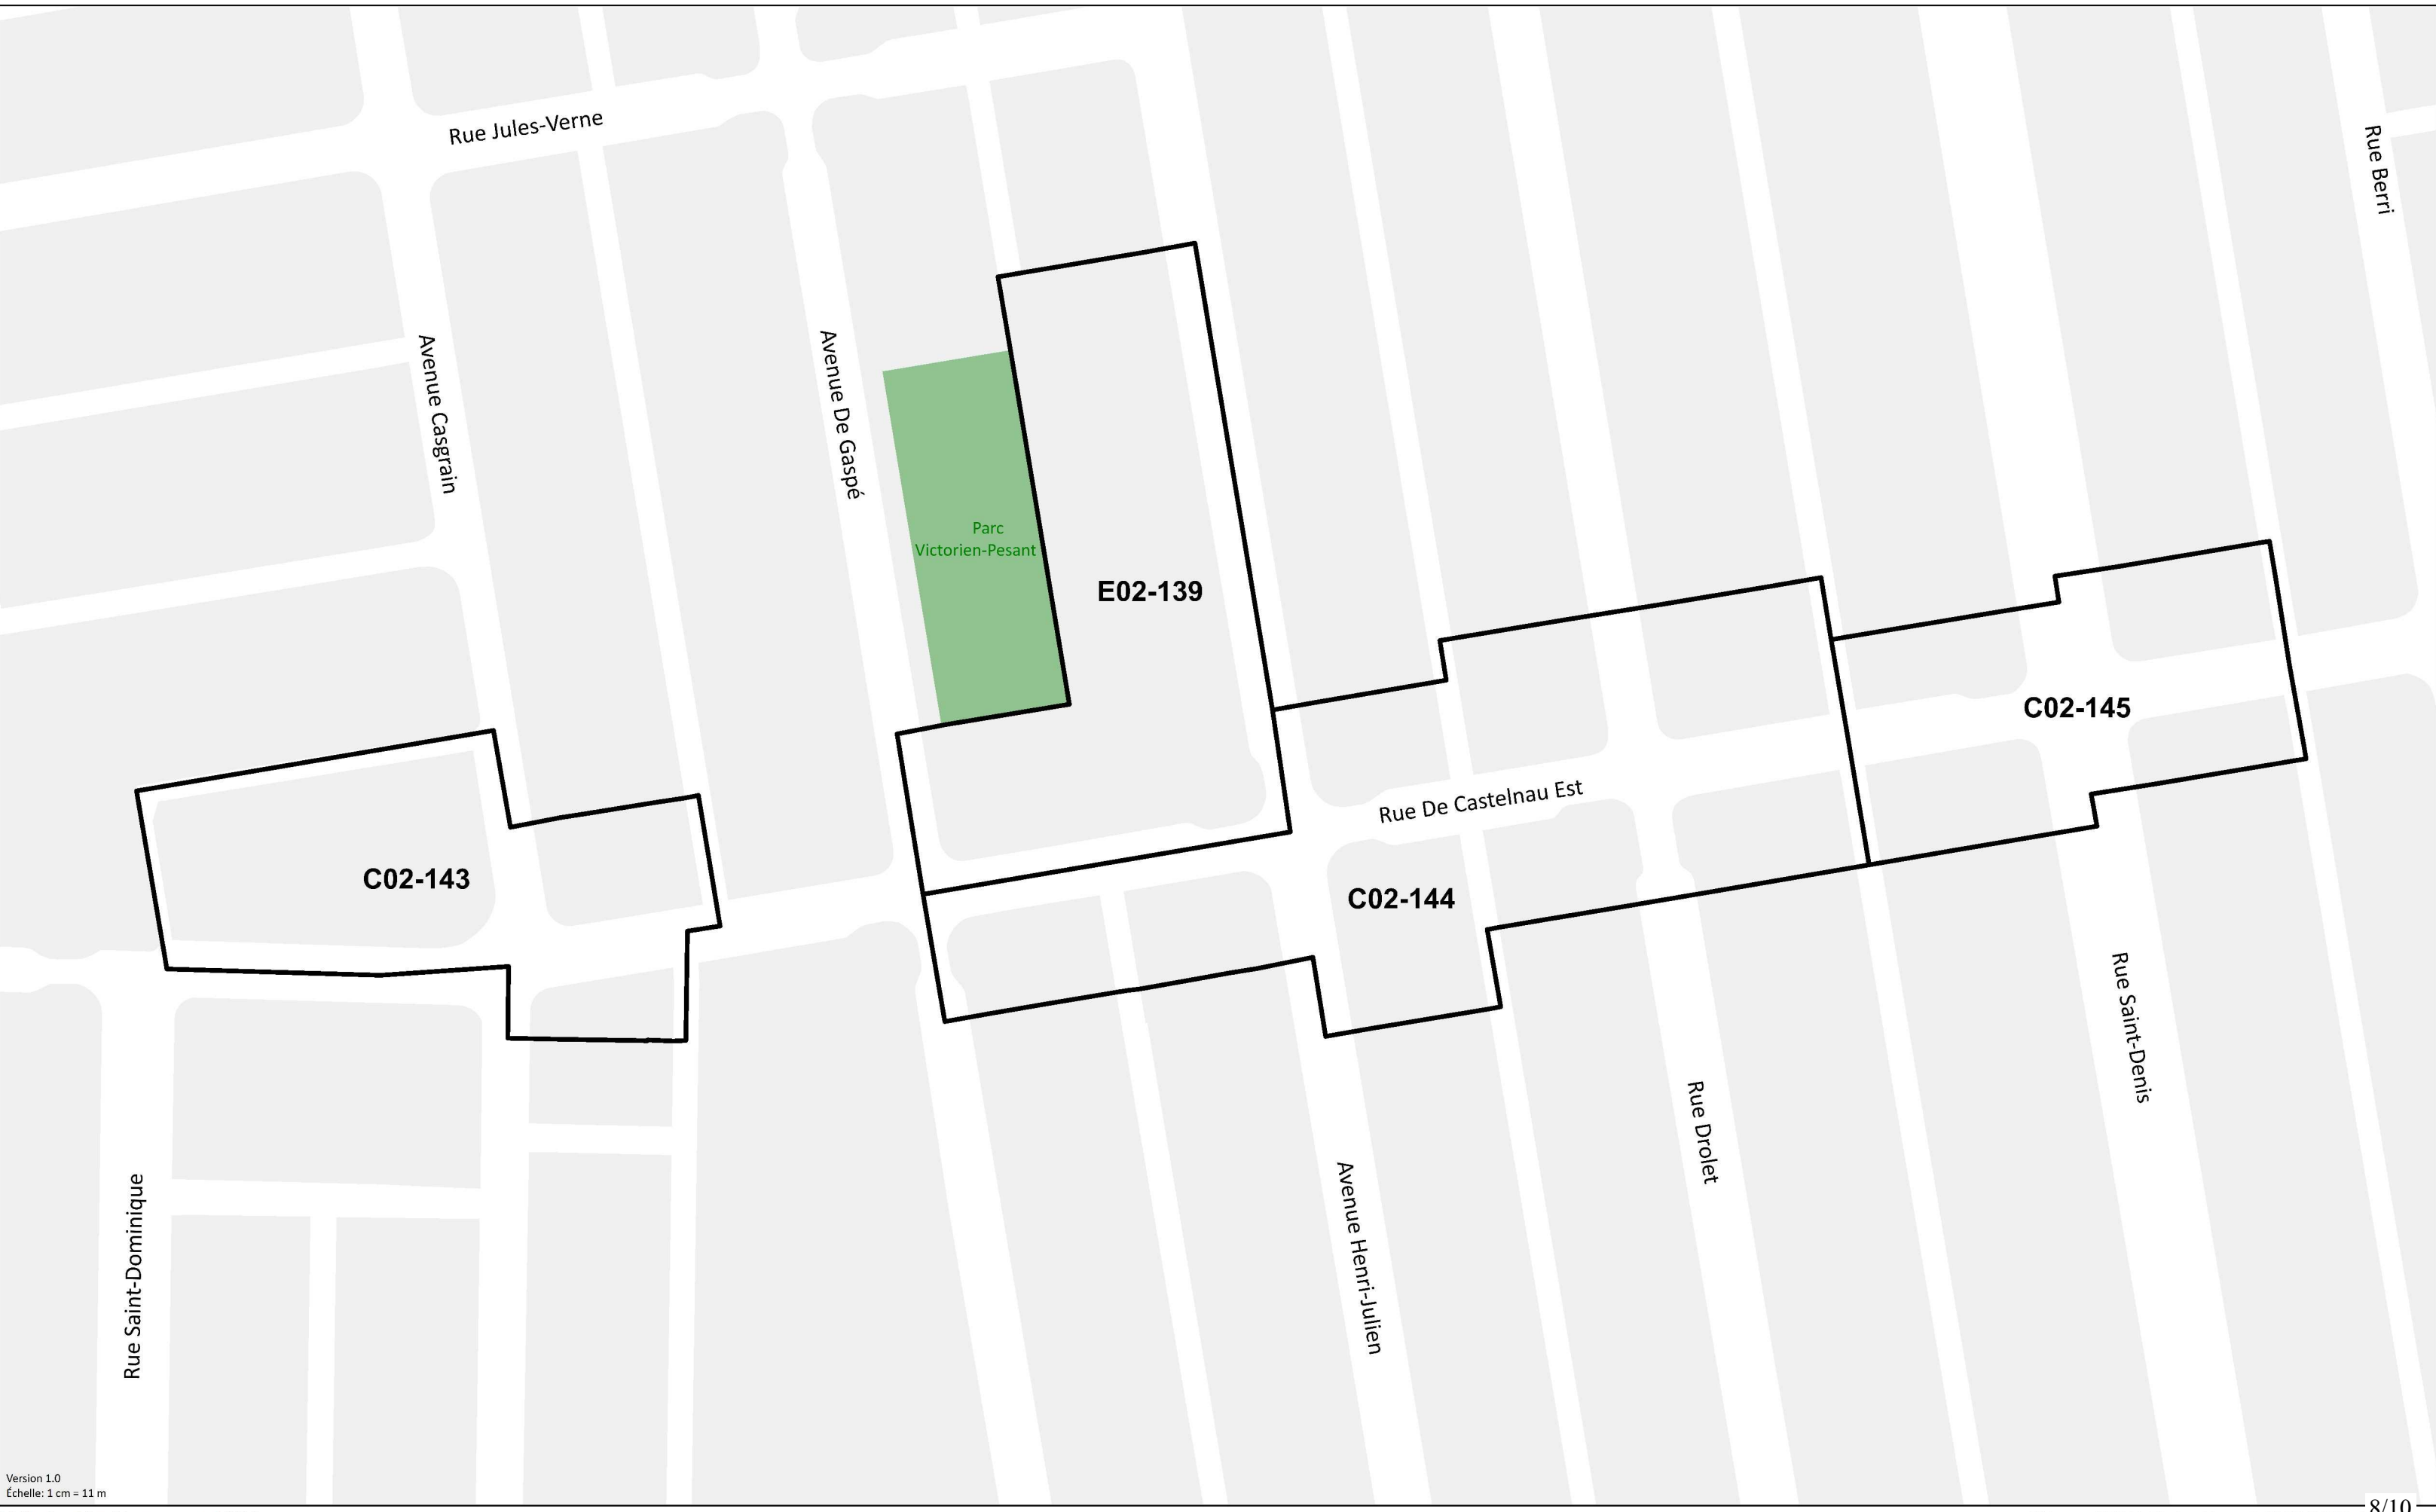 Rue Jules-Verne
Rue Berri
Avenue Casgrain
Avenue De Gaspé
Parc
Victorien-Pesant
E02-139
C02-145
Rue De Castelnau Est
C02-143
C02-144
Rue Saint-Denis
Rue Drolet
Avenue Henri-Julien
Rue Saint-Dominique
Version 1.0
Échelle: 1 cm = 11 m
8/10